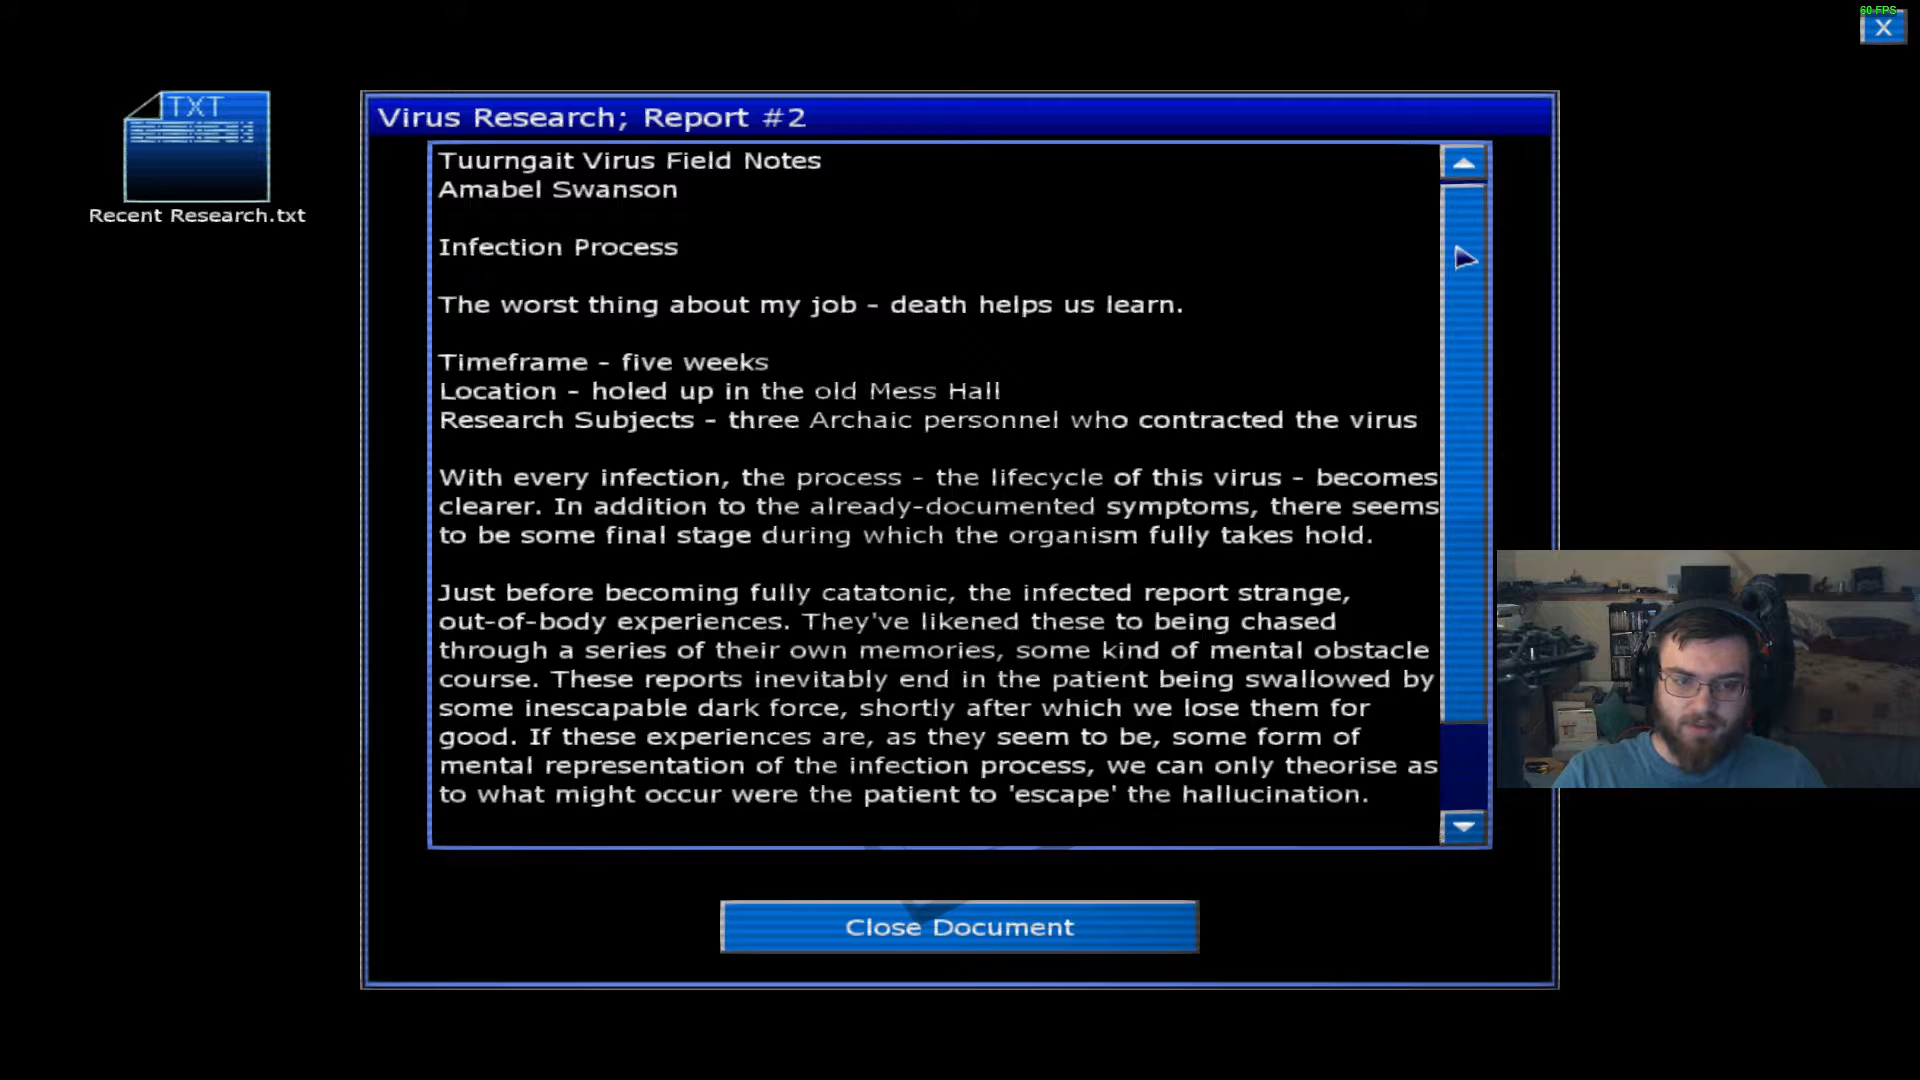 60 FPS
X
TXT
Recent Research.txt
Virus Research; Report #2
Tuurngait Virus Field Notes
Amabel Swanson
Infection Process
The worst thing about my job - death helps us learn.
Timeframe - five weeks
Location - holed up in the old Mess Hall
Research Subjects - three Archaic personnel who contracted the virus
With every infection, the process - the lifecycle of this virus - becomes
clearer. In addition to the already-documented symptoms, there seems
to be some final stage during which the organism fully takes hold.
Just before becoming fully catatonic, the infected report strange,
out-of-body experiences. They've likened these to being chased
through a series of their own memories, some kind of mental obstacle
course. These reports inevitably end in the patient being swallowed by
some inescapable dark force, shortly after which we lose them for
good. If these experiences are, as they seem to be, some form of
mental representation of the infection process, we can only theorise as
to what might occur were the patient to 'escape' the hallucination.
Close Document